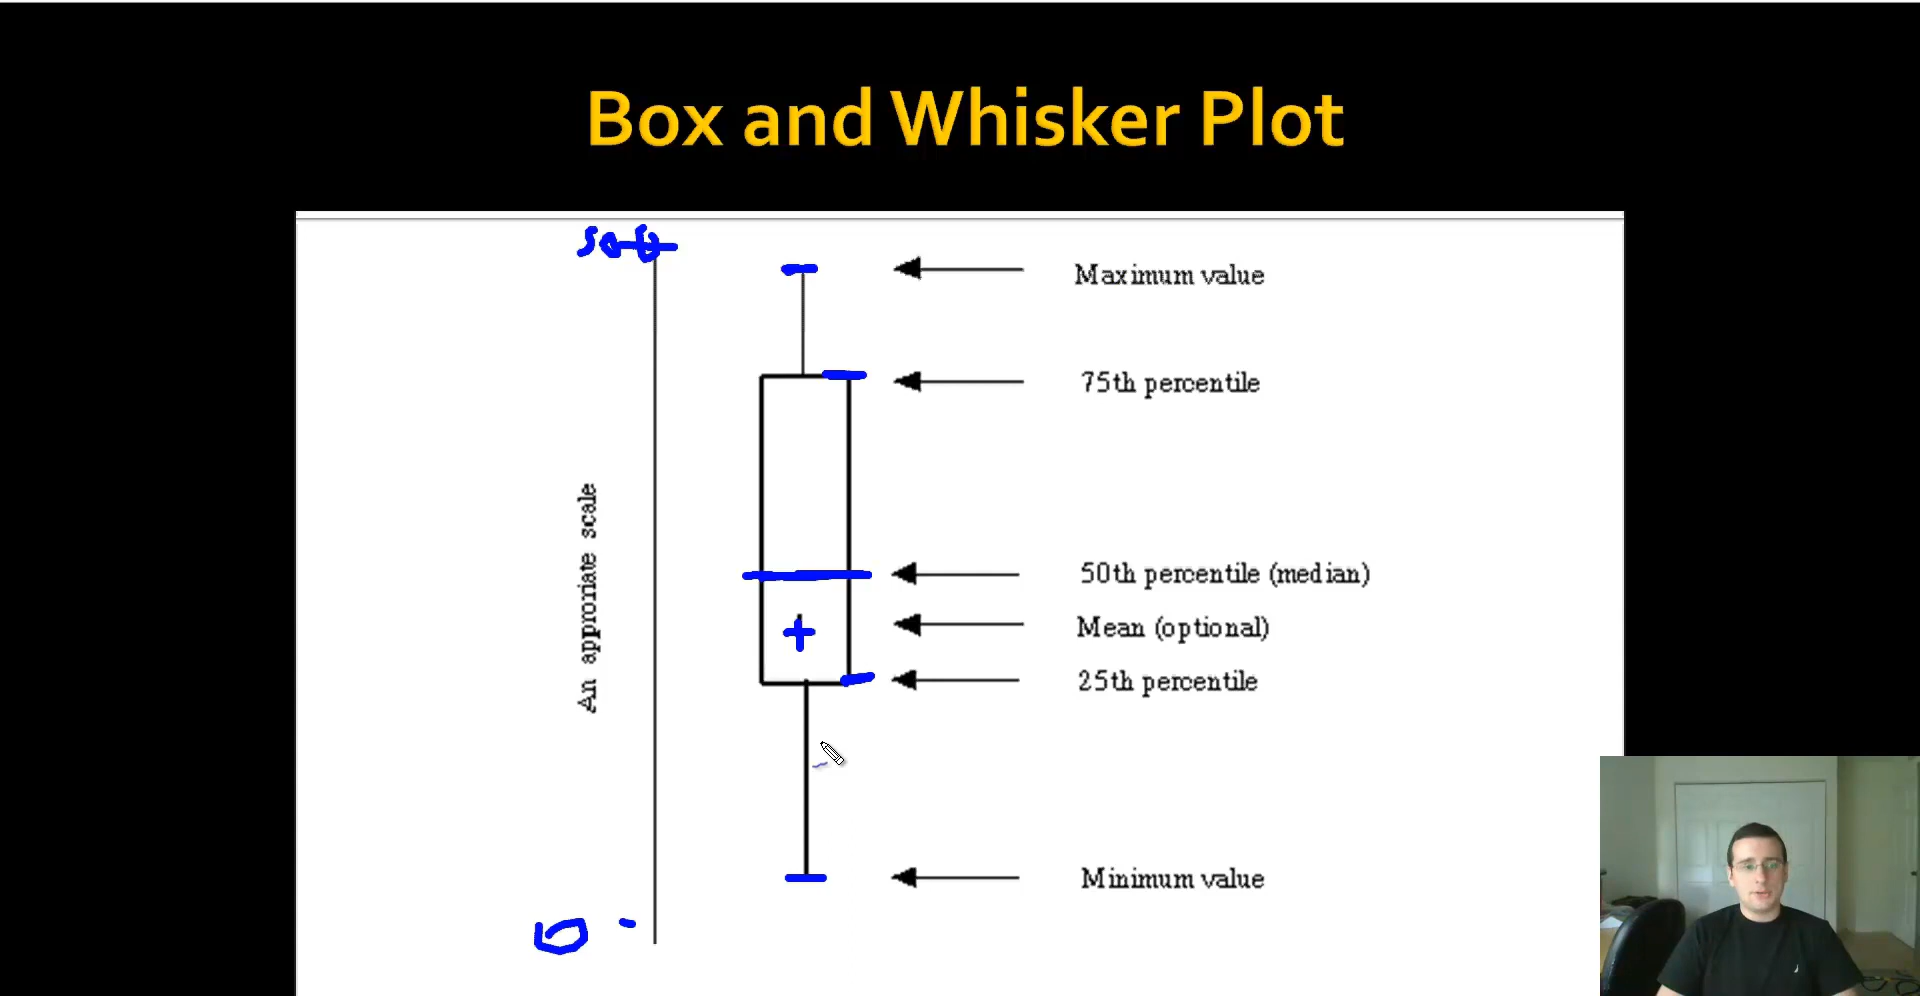 Box and Whisker Plot
Maximum value
75th percentile
An approriate scale
50th percentile (median)
Mean (optional)
25th percentile
Minimum value
0